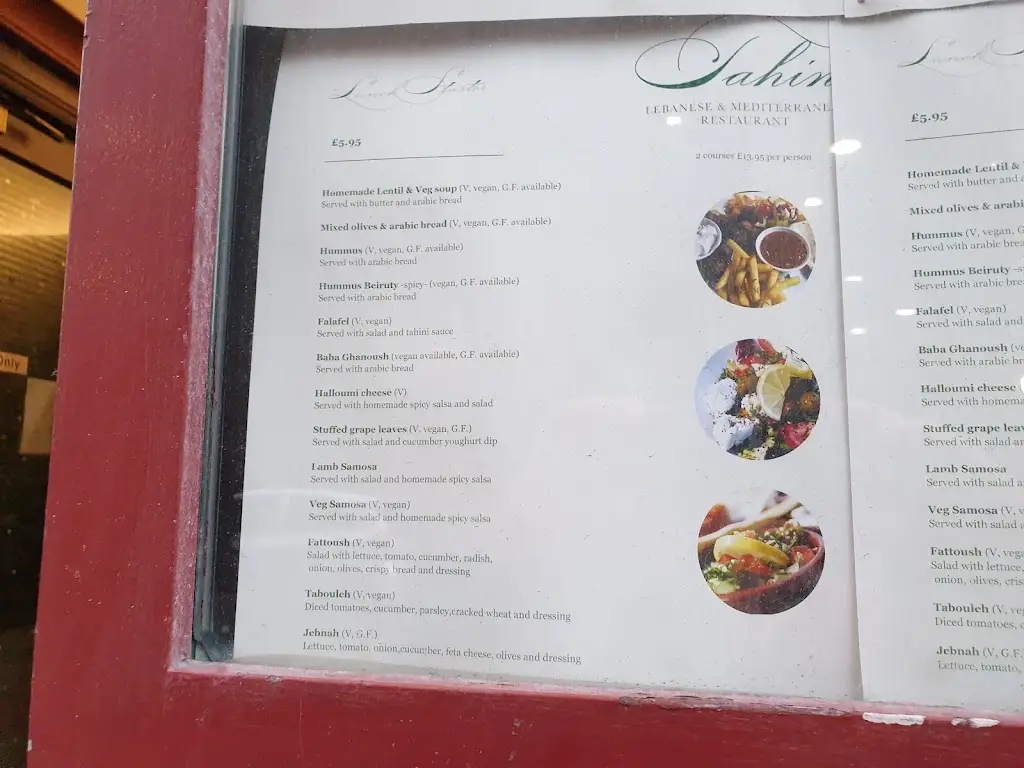 Lunch Starter
£5.95
Tahin
LEBANESE & MEDITERRANE
RESTAURANT
2 courses £13.95 per person
Homemade Lentil & Veg soup (V, vegan, G.F. available)
Served with butter and arabic bread
Mixed olives & arabic bread (V, vegan, G.F. available)
Hummus (V, vegan, G.F. available)
Served with arabic bread
Hummus Beiruty -spicy- (vegan, G.F available)
Served with arabic bread
Falafel (V, vegan)
Served with salad and tahini sauce
Baba Ghanoush (vegan available, G.F. available)
Served with arabic bread
Halloumi cheese (V)
Served with homemade spicy salsa and salad
Stuffed grape leaves (V. vegan, G.F.)
Served with salad and cucumber youghurt dip
Lamb Samosa
Served with salad and homemade spicy salsa
Veg Samosa (V, vegan)
Served with salad and homemade spicy salsa
Fattoush (V, vegan)
Salad with lettuce, tomato, cucumber, radish,
onion, olives, crispy bread and dressing
Tabouleh (V, vegan)
Diced tomatoes, cucumber, parsley,cracked wheat and dressing
Jebnah (V, G.F.)
Lettuce, tomato, onion,cucumber, feta cheese, olives and dressing
£5.95
Homemade Lentil &
Served with butter and
Mixed olives & arabi
Hummus (V, vegan, G
Served with arabic brea
Hummus Beiruty -s
Served with arabic bre
Falafel (V, vegan)
Served with salad and
Baba Ghanoush (ve
Served with arabic br
Halloumi cheese
Served with homema
Stuffed grape leav
Served with salad an
Lamb Samosa
Served with salad a
Veg Samosa (V, v
Served with salad
Fattoush (V, vega
Salad with lettuce,
onion, olives, cris
Tabouleh (V, ve
Diced tomatoes, c
Jebnah (V, G.F.
Lettuce, tomato,
Only